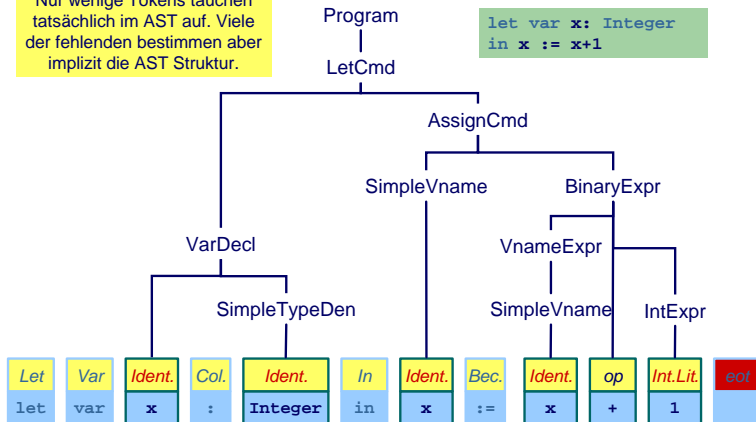 Nur wenige Tokens tauchen
tatsächlich im AST auf. Viele
der fehlenden bestimmen aber
implizit die AST Struktur.
Program
let var x: Integer
in x := x+1
LetCmd
AssignCmd
SimpleVname BinaryExpr
VarDecl VnameExpr
SimpleTypeDen SimpleVname IntExpr
Let Var Ident. Col. Ident. In Ident. Bec. Ident. op Int.Lit. eot
let var x : Integer in x := x + 1